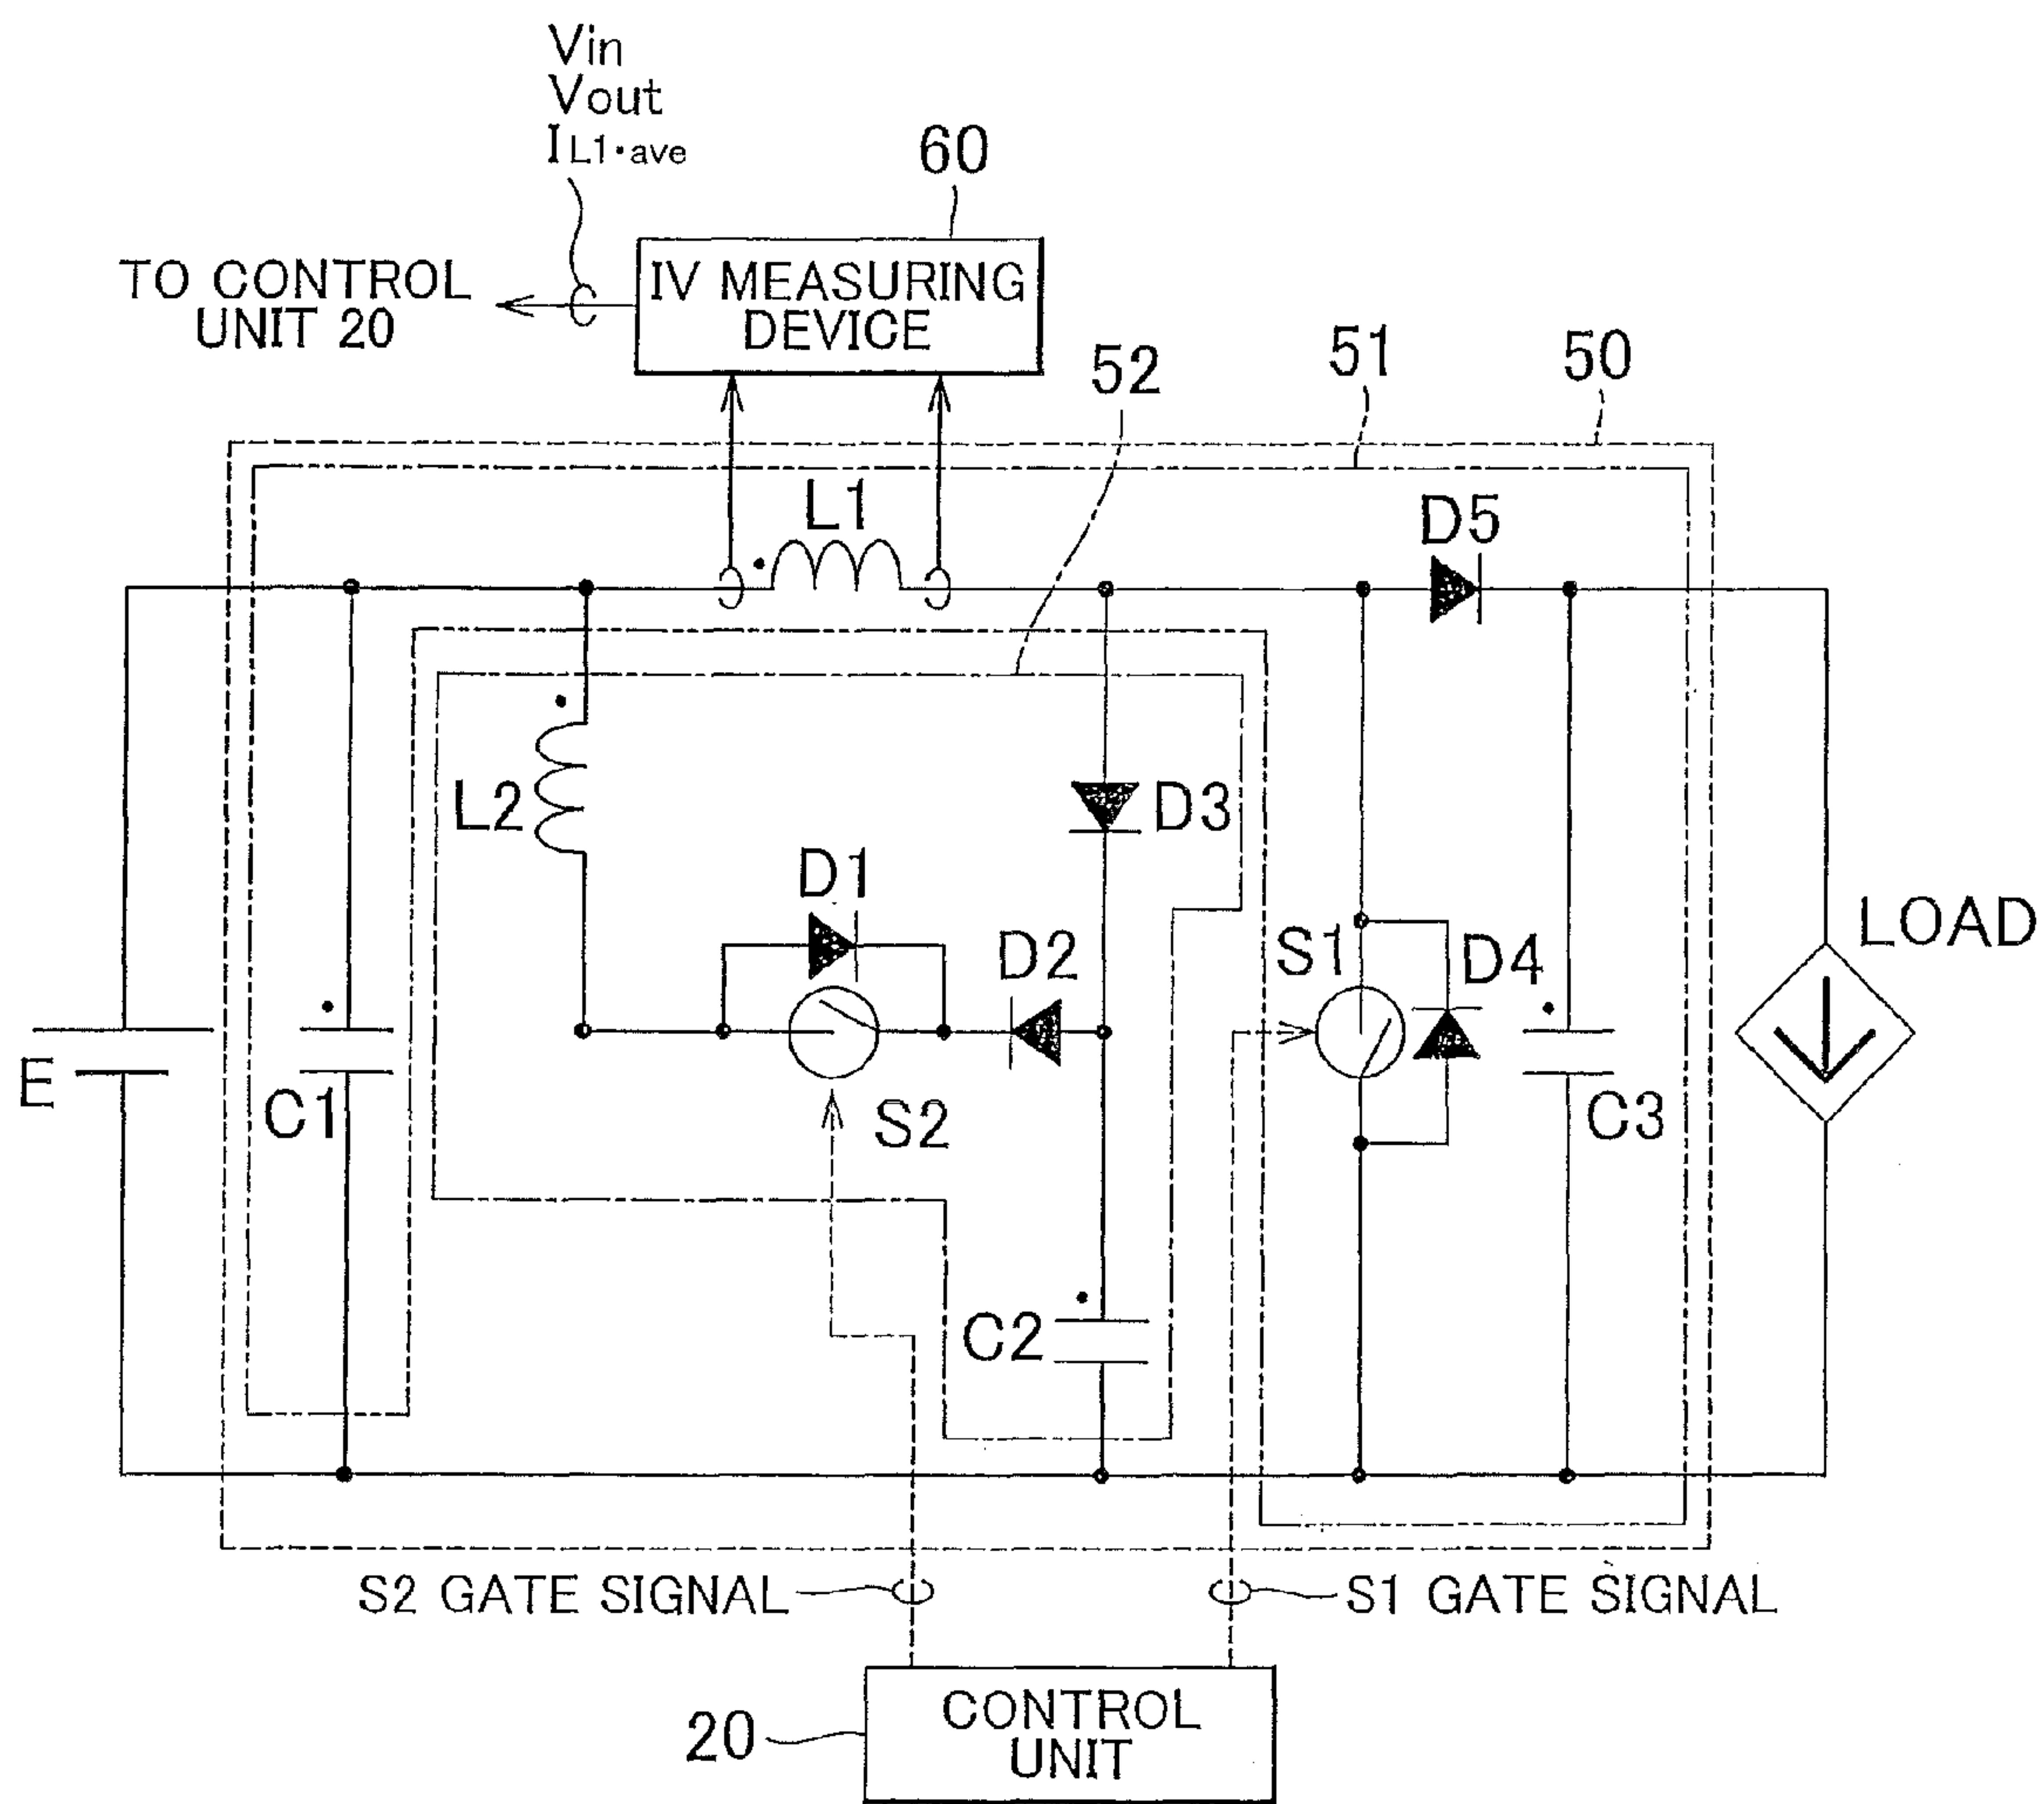 Vin
Vout
IL1·ave
60
TO CONTROL
UNIT 20
IV MEASURING
DEVICE
52
51
50
L1
D5
L2
D3
D1
D2
S1
D4
LOAD
E
C1
S2
C3
C2
S2 GATE SIGNAL
S1 GATE SIGNAL
20
CONTROL
UNIT